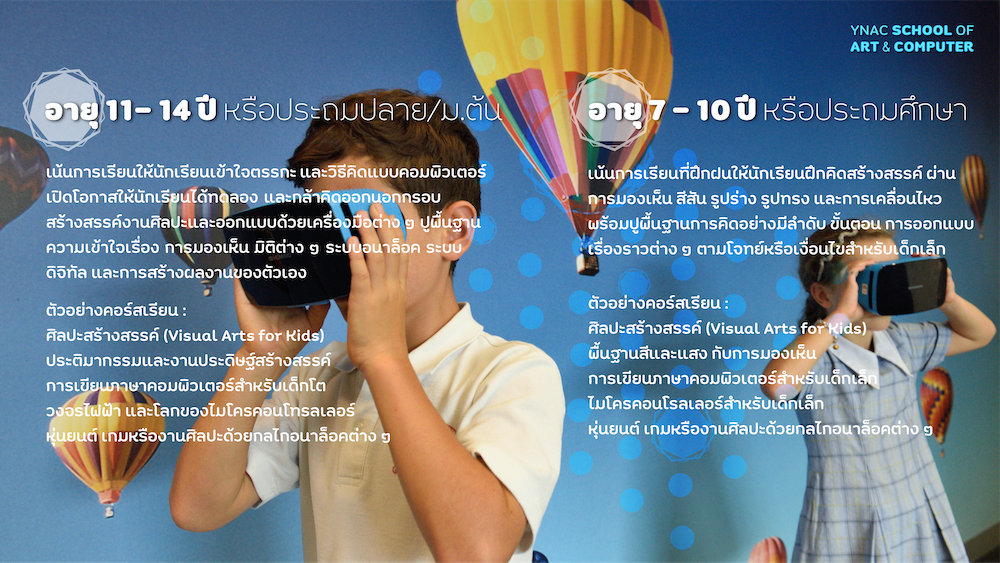 YNAC SCHOOL OF
ART & COMPUTER
อายุ 11– 14 ปี หรือประถมปลาย/ม.ต้น
เน้นการเรียนให้นักเรียนเข้าใจตรรกะ และวิธีคิดแบบคอมพิวเตอร์
เปิดโอกาสให้นักเรียนได้ทดลอง และกล้าคิดออกนอกกรอบ
สร้างสรรค์งานศิลปะและออกแบบด้วยเครื่องมือต่าง ๆ ปูพื้นฐาน
ความเข้าใจเรื่อง การมองเห็น มิติต่าง ๆ ระบบอนาล็อค ระบบ
ดิจิทัล และการสร้างผลงานของตัวเอง
ตัวอย่างคอร์สเรียน :
ศิลปะสร้างสรรค์ (Visual Arts for Kids)
ประติมากรรมและงานประดิษฐ์สร้างสรรค์
การเขียนภาษาคอมพิวเตอร์สำหรับเด็กโต
วงจรไฟฟ้า และโลกของไมโครคอนโทรลเลอร์
หุ่นยนต์ เกมหรืองานศิลปะด้วยกลไกอนาล็อคต่าง ๆ
อายุ 7 – 10 ปี หรือประถมศึกษา
เน้นการเรียนที่ฝึกฝนให้นักเรียนฝึกคิดสร้างสรรค์ ผ่าน
การมองเห็น สีสัน รูปร่าง รูปทรง และการเคลื่อนไหว
พร้อมปูพื้นฐานการคิดอย่างมีลำดับ ขั้นตอน การออกแบบ
เรื่องราวต่าง ๆ ตามโจทย์หรือเงื่อนไขสำหรับเด็กเล็ก
ตัวอย่างคอร์สเรียน :
ศิลปะสร้างสรรค์ (Visual Arts for Kids)
พื้นฐานสีและแสง กับการมองเห็น
การเขียนภาษาคอมพิวเตอร์สำหรับเด็กเล็ก
ไมโครคอนโรลเลอร์สำหรับเด็กเล็ก
หุ่นยนต์ เกมหรืองานศิลปะด้วยกลไกอนาล็อคต่าง ๆ